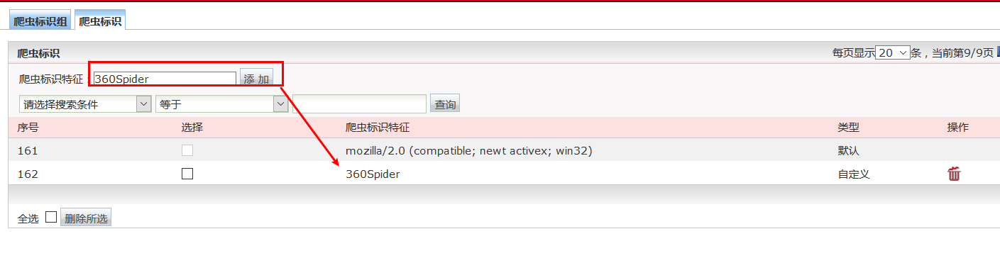 爬虫标识组 爬虫标识
爬虫标识 每页显示 20 条，当前第9/9页
爬虫标识特征：360Spider 添 加
请选择搜索条件 等于 查询
序号 选择 爬虫标识特征 类型 操作
161 mozilla/2.0 (compatible; newt activex; win32) 默认
162 360Spider 自定义
全选 删除所选